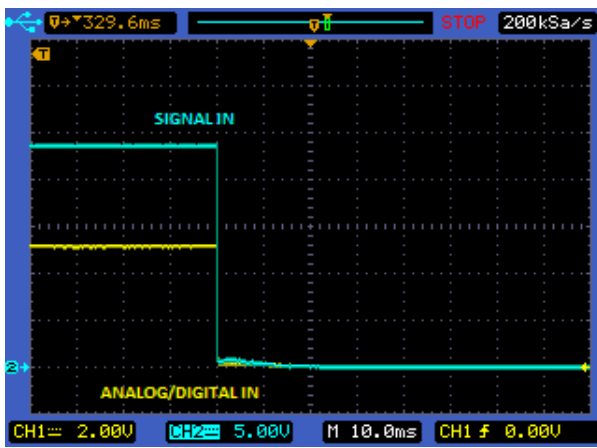 329.6ms STOP 200kSa/s
T
SIGNAL IN
2
ANALOG/DIGITAL IN
CH1 2.00V CH2 5.00V M 10.0ms CH1 0.00V